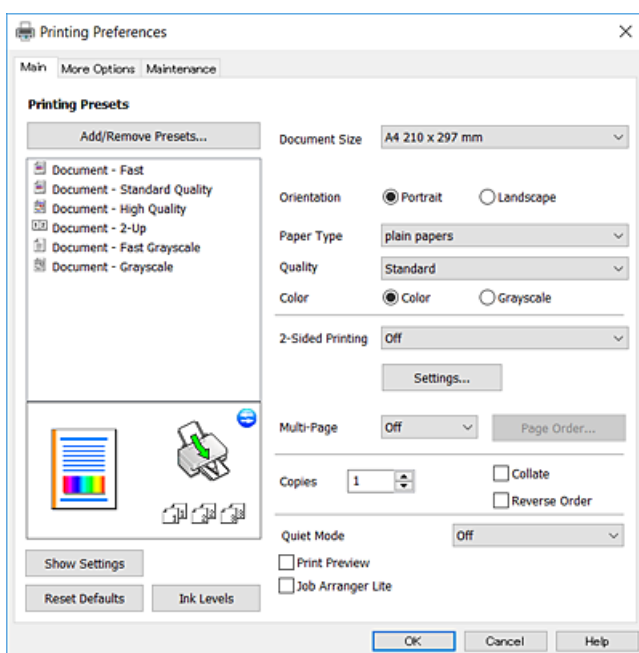 Printing Preferences
Main More Options Maintenance
Printing Presets
Add/Remove Presets...
Document - Fast
Document - Standard Quality
Document - High Quality
Document - 2-Up
Document - Fast Grayscale
Document - Grayscale
Show Settings
Reset Defaults Ink Levels
Document Size A4 210 x 297 mm
Orientation Portrait Landscape
Paper Type plain papers
Quality Standard
Color Color Grayscale
2-Sided Printing Off
Settings...
Multi-Page Off Page Order...
Copies 1 Collate
Reverse Order
Quiet Mode Off
Print Preview
Job Arranger Lite
OK Cancel Help